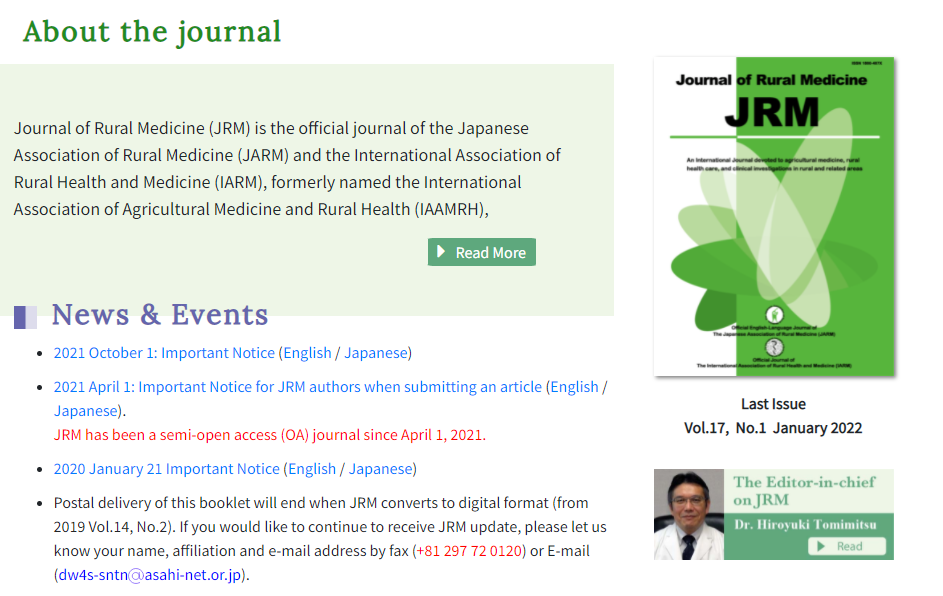 About the journal
Journal of Rural Medicine (JRM) is the official journal of the Japanese
Association of Rural Medicine (JARM) and the International Association of
Rural Health and Medicine (IARM), formerly named the International
Association of Agricultural Medicine and Rural Health (IAAMRH),
Read More
News & Events
2021 October 1: Important Notice (English / Japanese)
2021 April 1: Important Notice for JRM authors when submitting an article (English /
Japanese).
JRM has been a semi-open access (OA) journal since April 1, 2021.
2020 January 21 Important Notice (English / Japanese)
Postal delivery of this booklet will end when JRM converts to digital format (from
2019 Vol.14, No.2). If you would like to continue to receive JRM update, please let us
know your name, affiliation and e-mail address by fax (+81 297 72 0120) or E-mail
(dw4s-sntn@asahi-net.or.jp).
Journal of Rural Medicine
JRM
An International Journal devoted to agricultural medicine, rural
health care, and clinical investigations in rural and related areas
Official English-Language Journal of
The Japanese Association of Rural Medicine
Official Journal of
The International Association of Rural Health and Medicine (IARM)
Last Issue
Vol.17, No.1 January 2022
The Editor-in-chief
on JRM
Dr. Hiroyuki Tomimitsu
Read